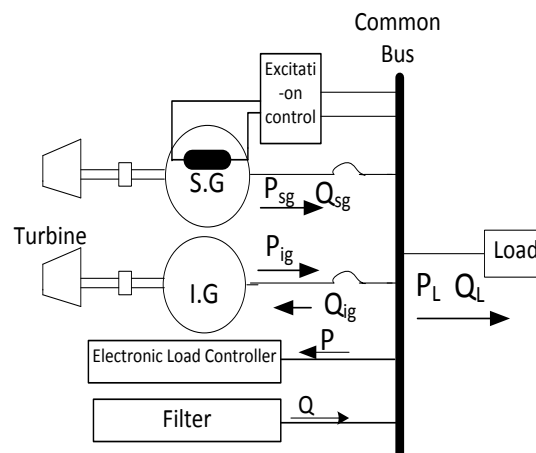 Common
Bus
Excitati
-on
control
S.G
Psg Qsg
Turbine
Pig
I.G
Qig
Load
PL QL
P
Electronic Load Controller
Q
Filter